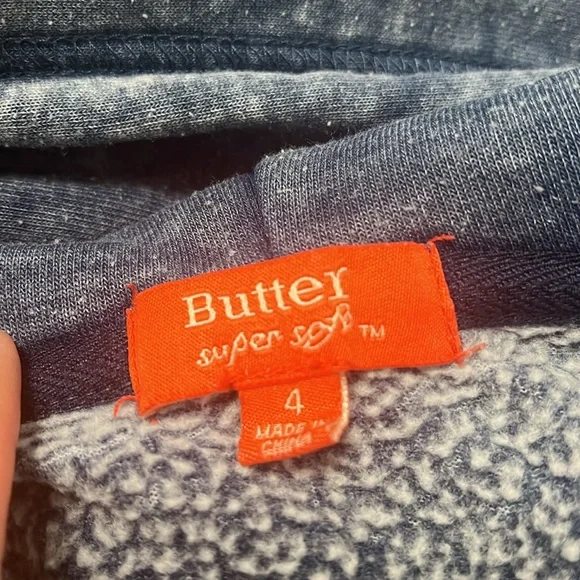 Butter
super soft™
4
MADE IN
CHINA